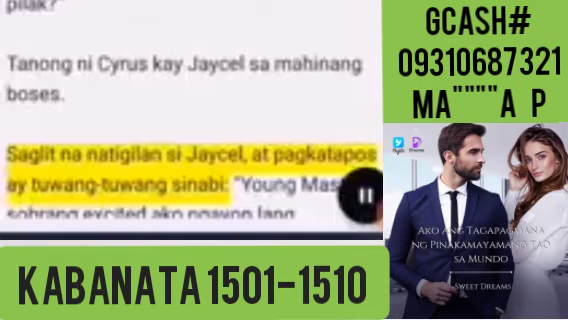 pilak?"
Tanong ni Cyrus kay Jaycel sa mahinang
boses.
Saglit na natigilan si Jaycel, at pagkatapos
ay tuwang-tuwang sinabi: "Young Mas
sobrang excited ako ngayon lang
KABANATA 1501-1510
GCASH#
09310687321
MA""""A P
Dreame
AKO ANG TAGAPAGMANA
NG PINAKAMAYAMANG TAO
SA MUNDO
SWEET DREAMS